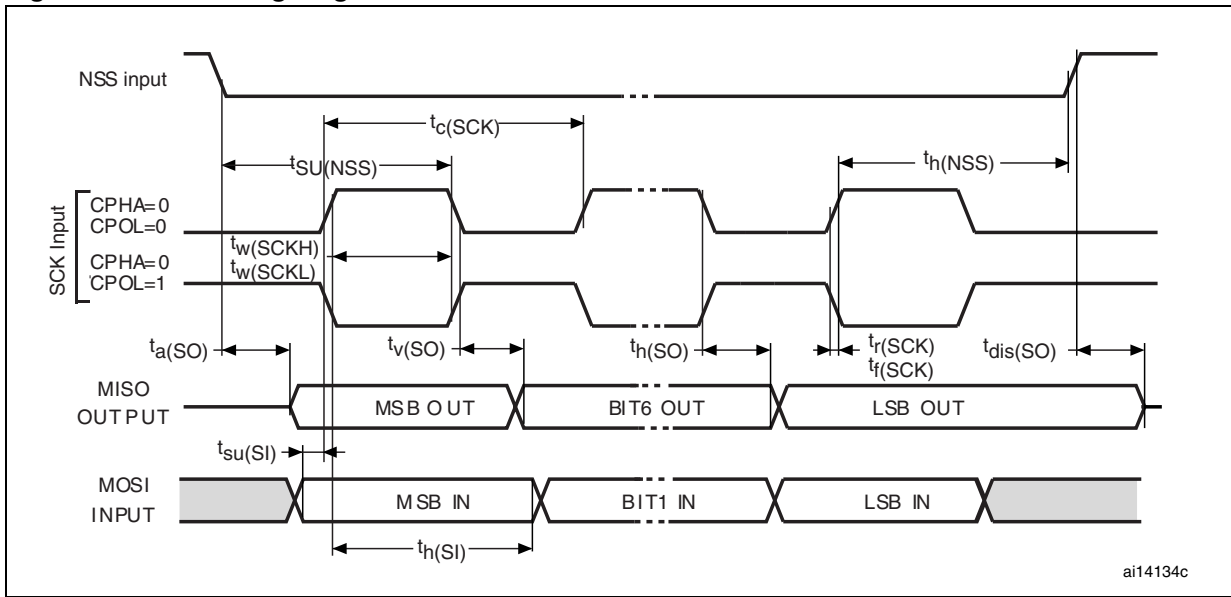 NSS input
tc(SCK)
tSU(NSS)
th(NSS)
SCK Input
CPHA=0
CPOL=0
tw(SCKH)
CPHA=0
tw(SCKL)
CPOL=1
ta(SO)
tv(SO)
th(SO)
tr(SCK)
tf(SCK)
tdis(SO)
MISO
OUTPUT
MSB OUT
BIT6 OUT
LSB OUT
tsu(SI)
MOSI
INPUT
MSB IN
BIT1 IN
LSB IN
th(SI)
ai14134c